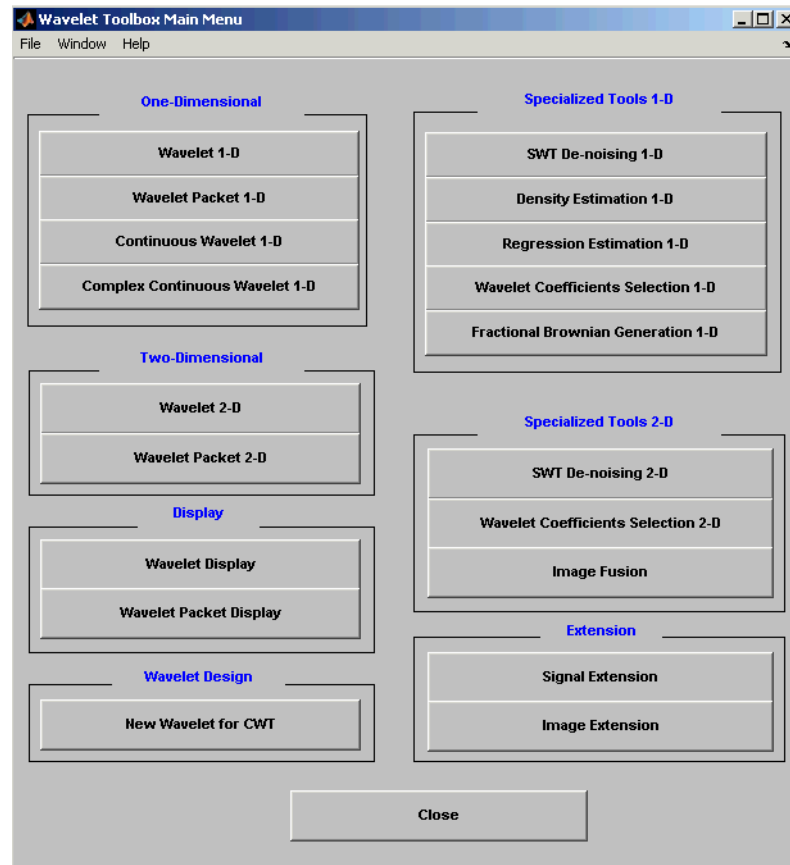 Wavelet Toolbox Main Menu
File Window Help
One-Dimensional
Wavelet 1-D
Wavelet Packet 1-D
Continuous Wavelet 1-D
Complex Continuous Wavelet 1-D
Two-Dimensional
Wavelet 2-D
Wavelet Packet 2-D
Display
Wavelet Display
Wavelet Packet Display
Wavelet Design
New Wavelet for CWT
Specialized Tools 1-D
SWT De-noising 1-D
Density Estimation 1-D
Regression Estimation 1-D
Wavelet Coefficients Selection 1-D
Fractional Brownian Generation 1-D
Specialized Tools 2-D
SWT De-noising 2-D
Wavelet Coefficients Selection 2-D
Image Fusion
Extension
Signal Extension
Image Extension
Close